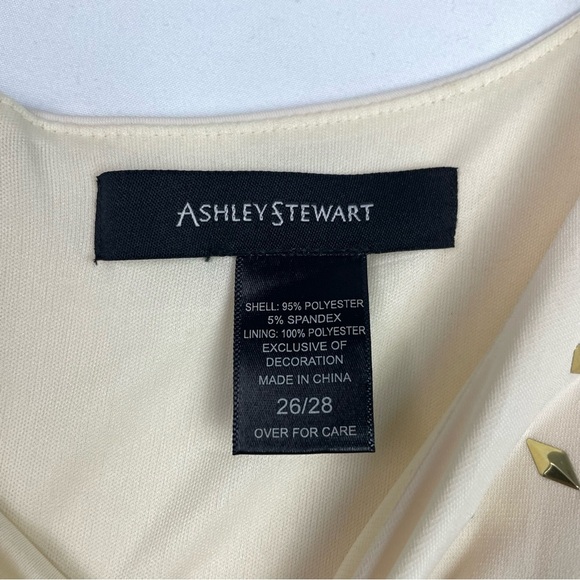 ASHLEY STEWART
SHELL: 95% POLYESTER
5% SPANDEX
LINING: 100% POLYESTER
EXCLUSIVE OF
DECORATION
MADE IN CHINA
26/28
OVER FOR CARE